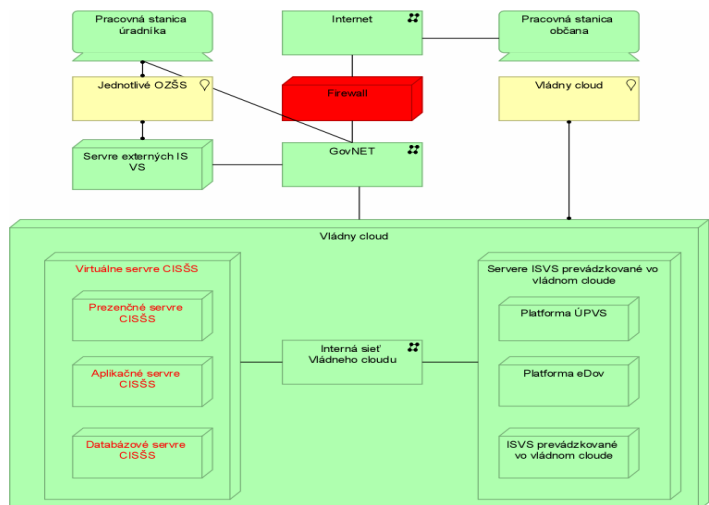 Pracovná stanica
úradníka
Internet
Pracovná stanica
občana
Jednotlivé OZŠS
Firewall
Vládny cloud
Servre externých IS
VS
GovNET
Vládny cloud
Virtuálne servre CISŠS
Servere ISVS prevádzkované vo
vládnom cloude
Prezenčné servre
CISŠS
Platforma ÚPVS
Interná sieť
Vládneho cloudu
Aplikačné servre
CISŠS
Platforma eDov
Databázové servre
CISŠS
ISVS prevádzkované
vo vládnom cloude